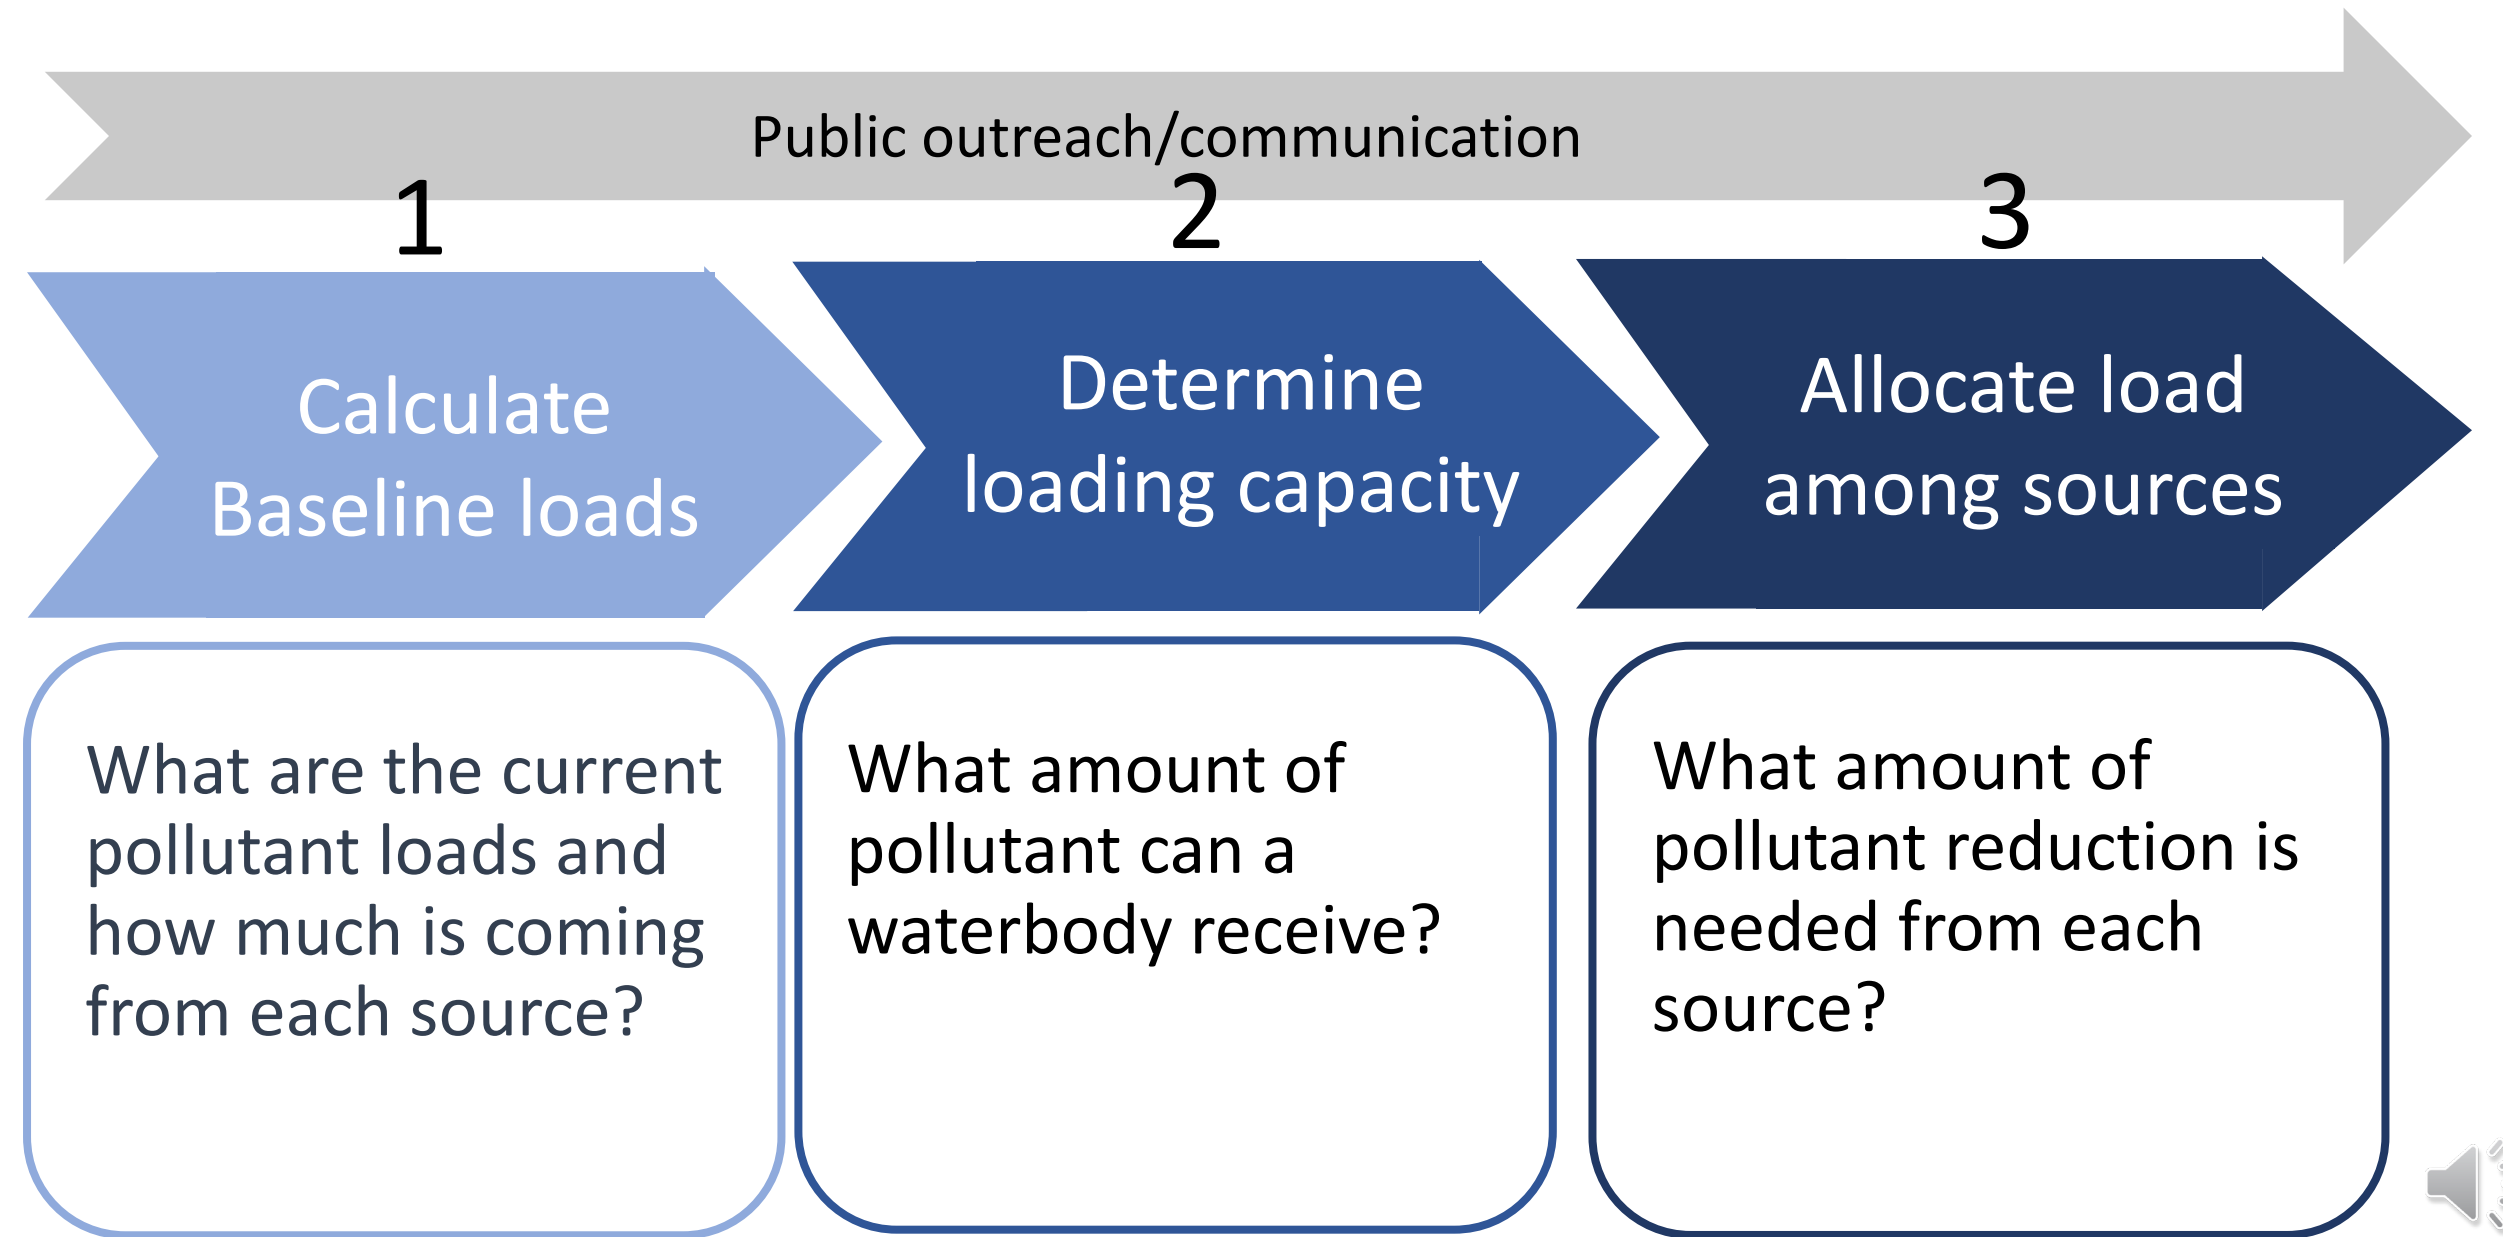 Public outreach/communication
1
2
3
Calculate
Baseline loads
Determine
loading capacity
Allocate load
among sources
What are the current
pollutant loads and
how much is coming
from each source?
What amount of
pollutant can a
waterbody receive?
What amount of
pollutant reduction is
needed from each
source?